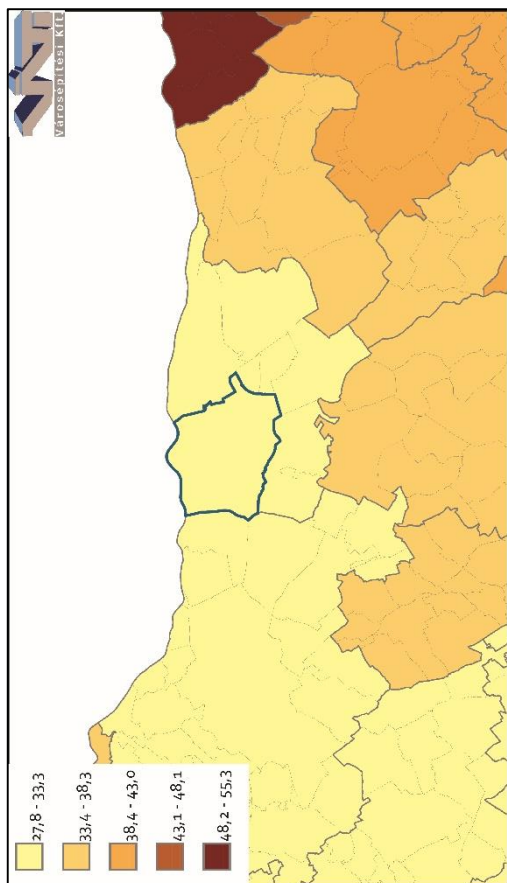 Városépítési Kft.
27,8 - 33,3
33,4 - 38,3
38,4 - 43,0
43,1 - 48,1
48,2 - 55,3